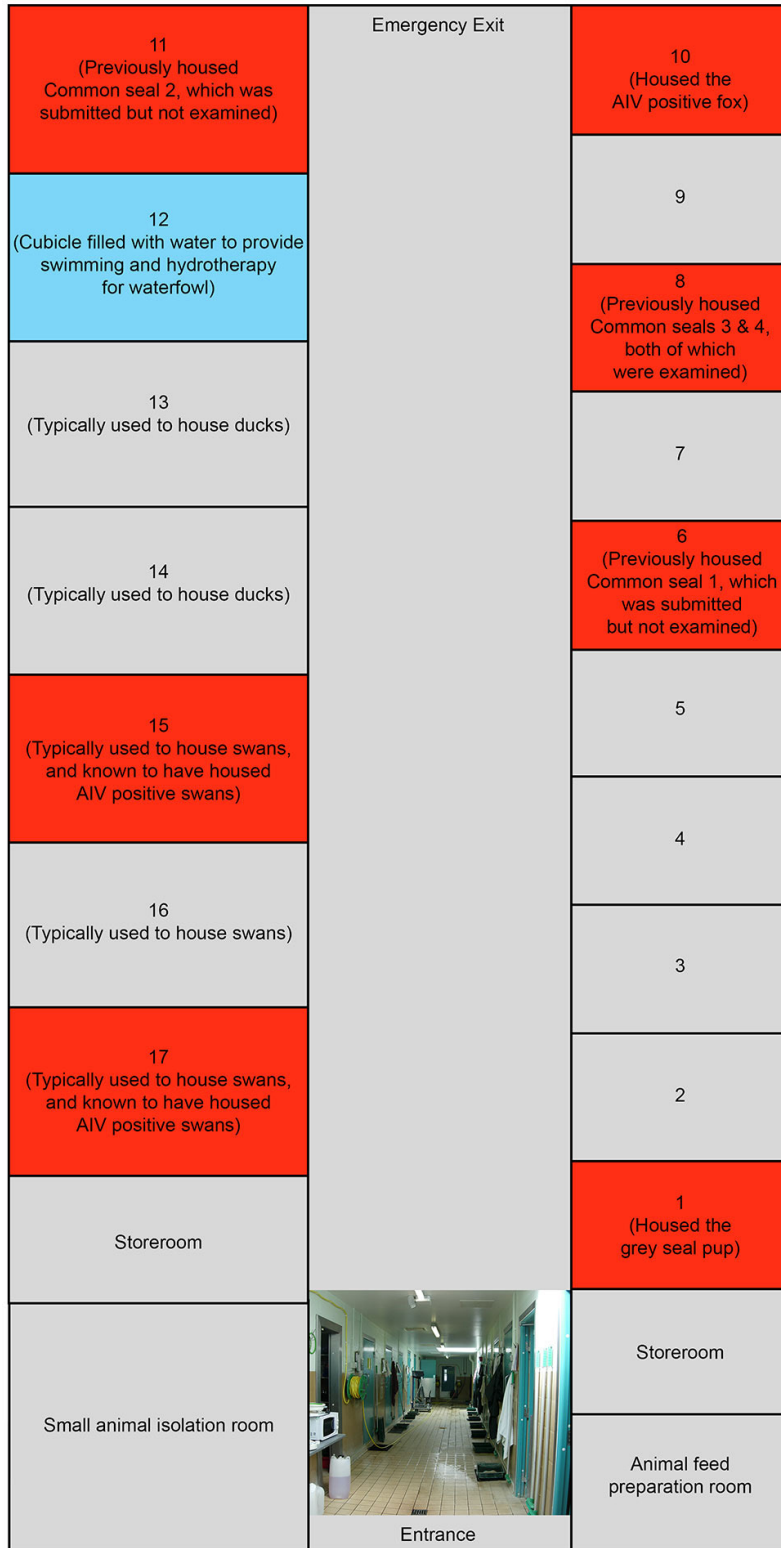 Emergency Exit
11
(Previously housed
Common seal 2, which was
submitted but not examined)
12
(Cubicle filled with water to provide
swimming and hydrotherapy
for waterfowl)
13
(Typically used to house ducks)
14
(Typically used to house ducks)
15
(Typically used to house swans,
and known to have housed
AIV positive swans)
16
(Typically used to house swans)
17
(Typically used to house swans,
and known to have housed
AIV positive swans)
Storeroom
Small animal isolation room
10
(Housed the
AIV positive fox)
9
8
(Previously housed
Common seals 3 & 4,
both of which
were examined)
7
6
(Previously housed
Common seal 1, which
was submitted
but not examined)
5
4
3
2
1
(Housed the
grey seal pup)
Storeroom
Animal feed
preparation room
Entrance